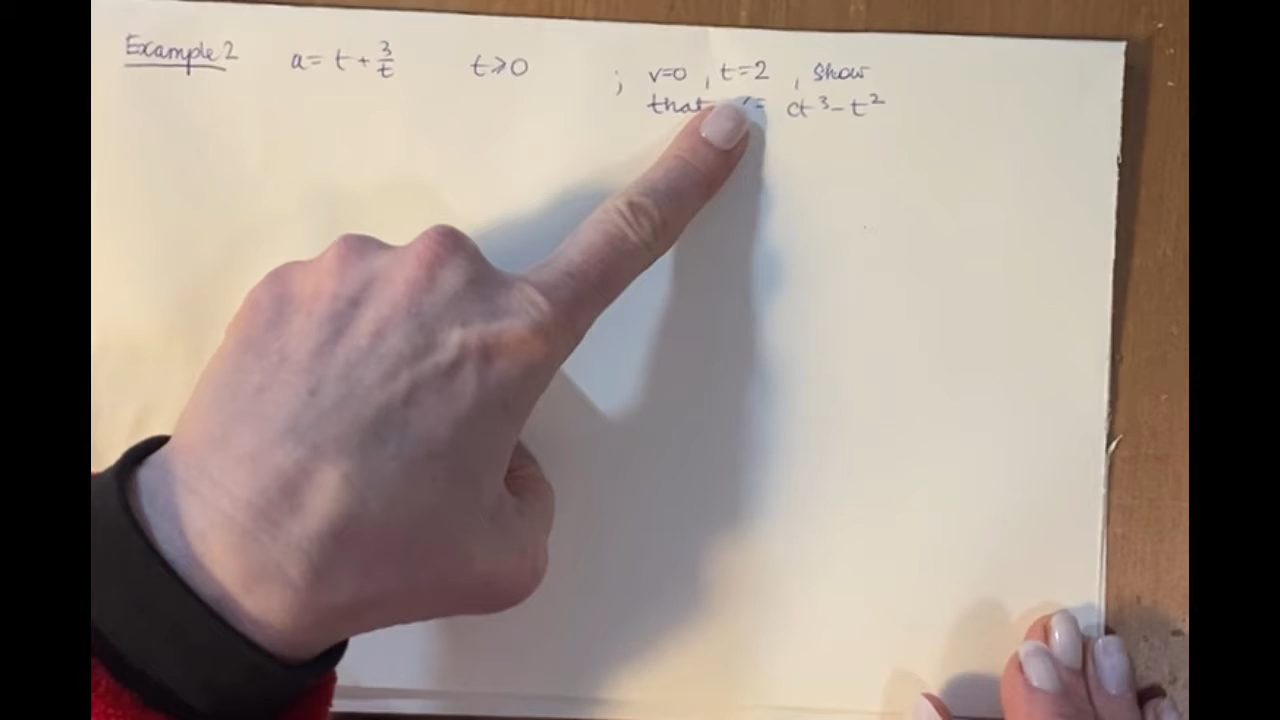 Example 2 a = t + 3/t t ≥ 0 ; v=0 , t=2 , show
that = ct³ - t²